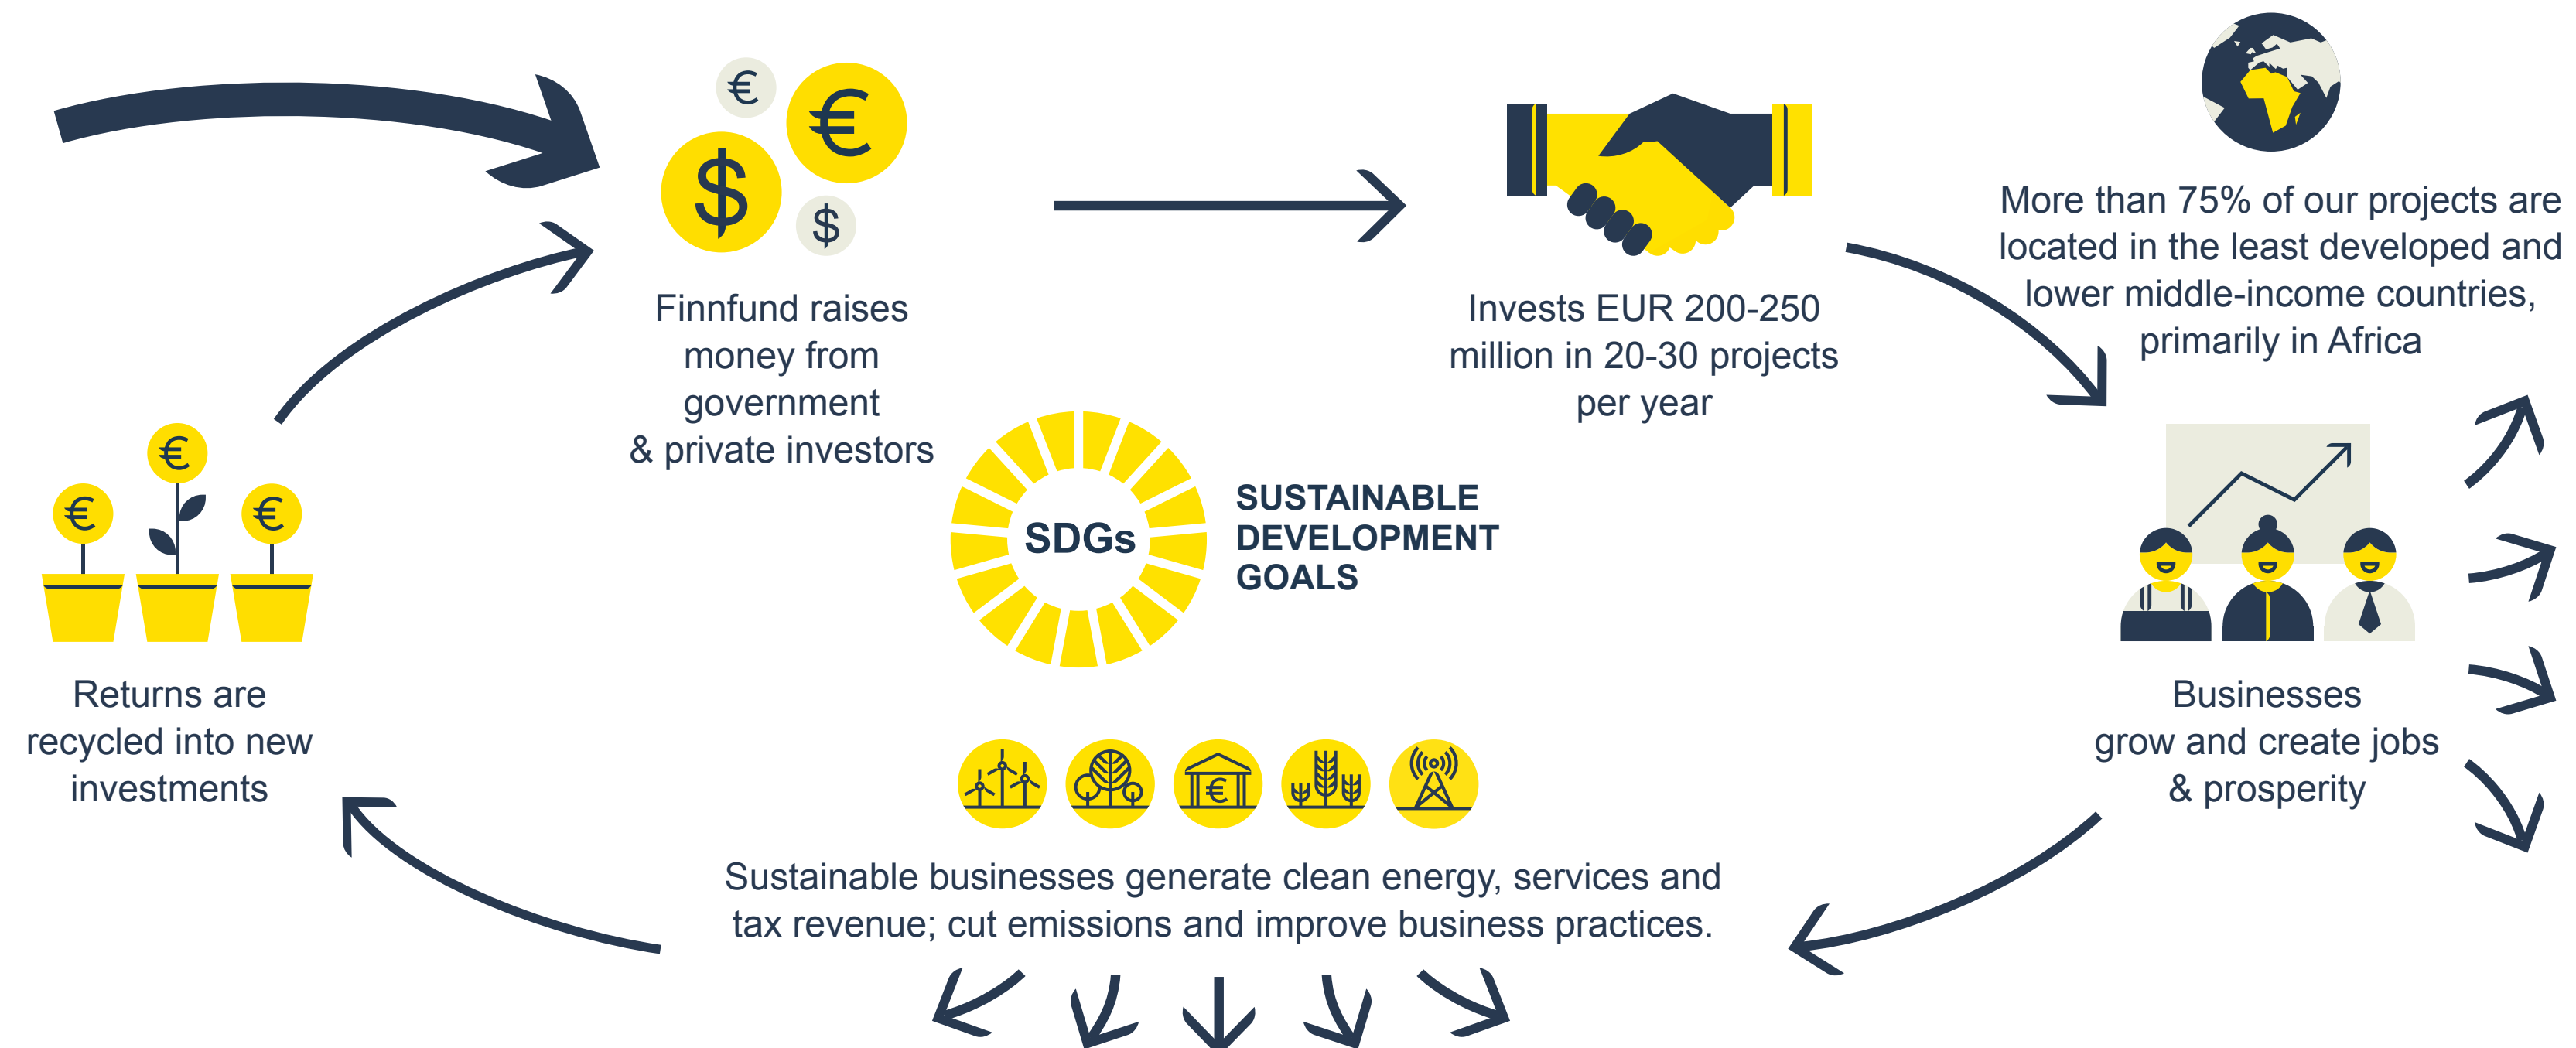 Finnfund raises
money from
government
& private investors
Invests EUR 200-250
million in 20-30 projects
per year
More than 75% of our projects are
located in the least developed and
lower middle-income countries,
primarily in Africa
SDGs
SUSTAINABLE
DEVELOPMENT
GOALS
Businesses
grow and create jobs
& prosperity
Sustainable businesses generate clean energy, services and
tax revenue; cut emissions and improve business practices.
Returns are
recycled into new
investments